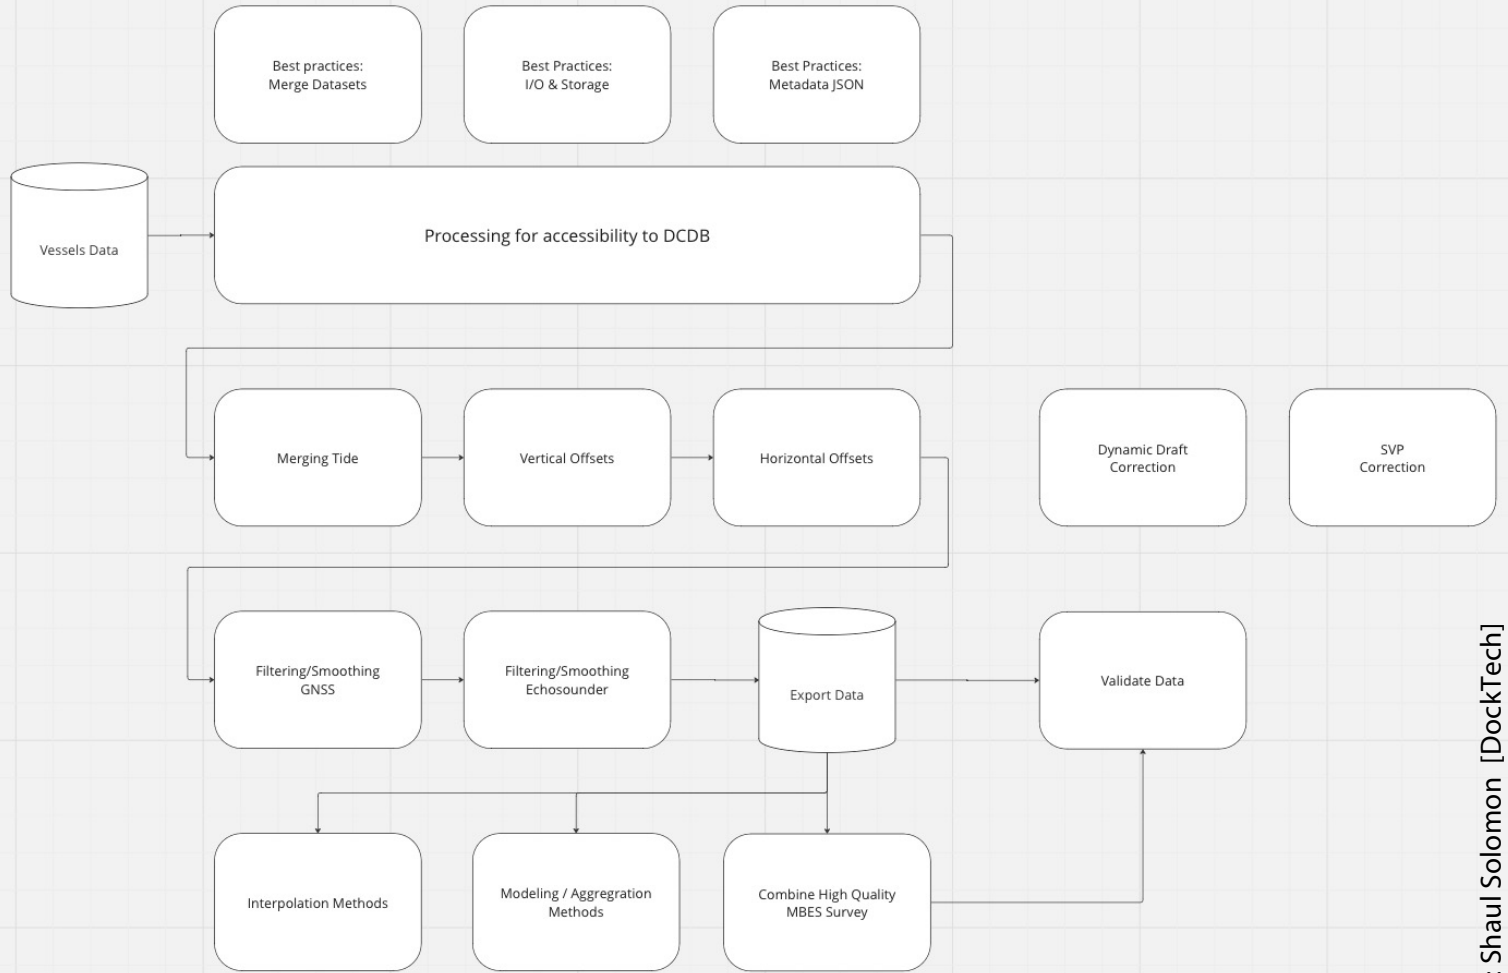 Best practices:
Merge Datasets
Best Practices:
I/O & Storage
Best Practices:
Metadata JSON
Vessels Data
Processing for accessibility to DCDB
Merging Tide
Vertical Offsets
Horizontal Offsets
Dynamic Draft
Correction
SVP
Correction
Filtering/Smoothing
GNSS
Filtering/Smoothing
Echosounder
Export Data
Validate Data
Interpolation Methods
Modeling / Aggregration
Methods
Combine High Quality
MBES Survey
Shaul Solomon [DockTech]